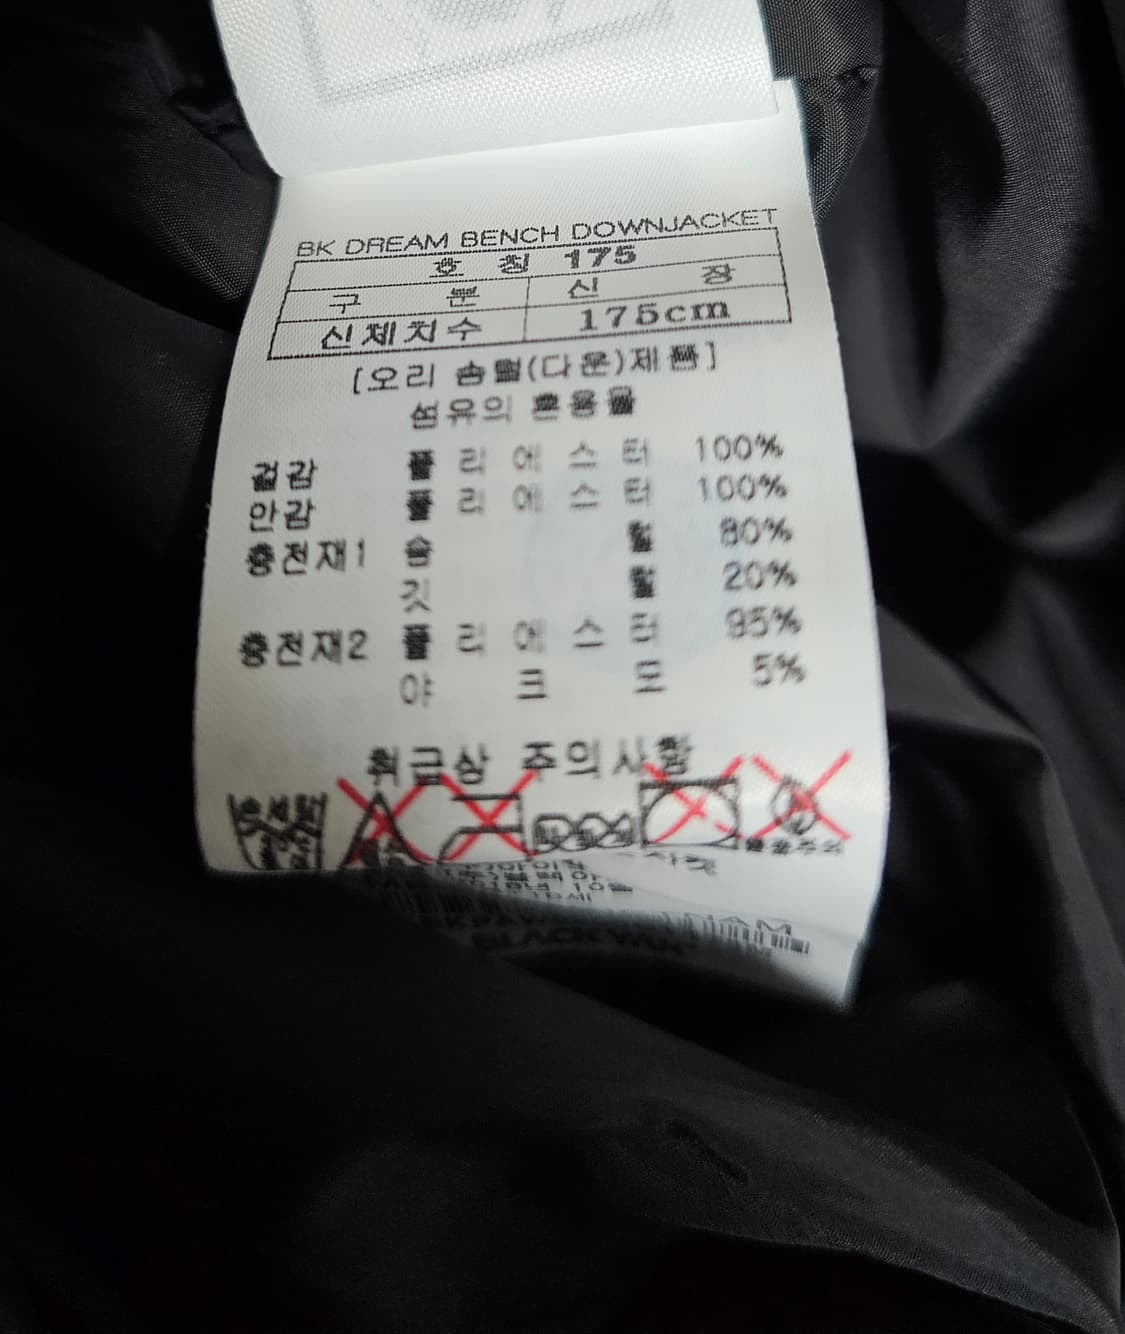 BK DREAM BENCH DOWNJACKET
호 칭 175
구 분 신 장
신체치수 175cm
[오리 솜털(다운)제품]
섬유의 혼용율
겉감 폴리에스터 100%
안감 폴리에스터 100%
충전재1 솜 털 80%
깃 털 20%
충전재2 폴리에스터 95%
야크모 5%
취급상 주의사항
손세탁